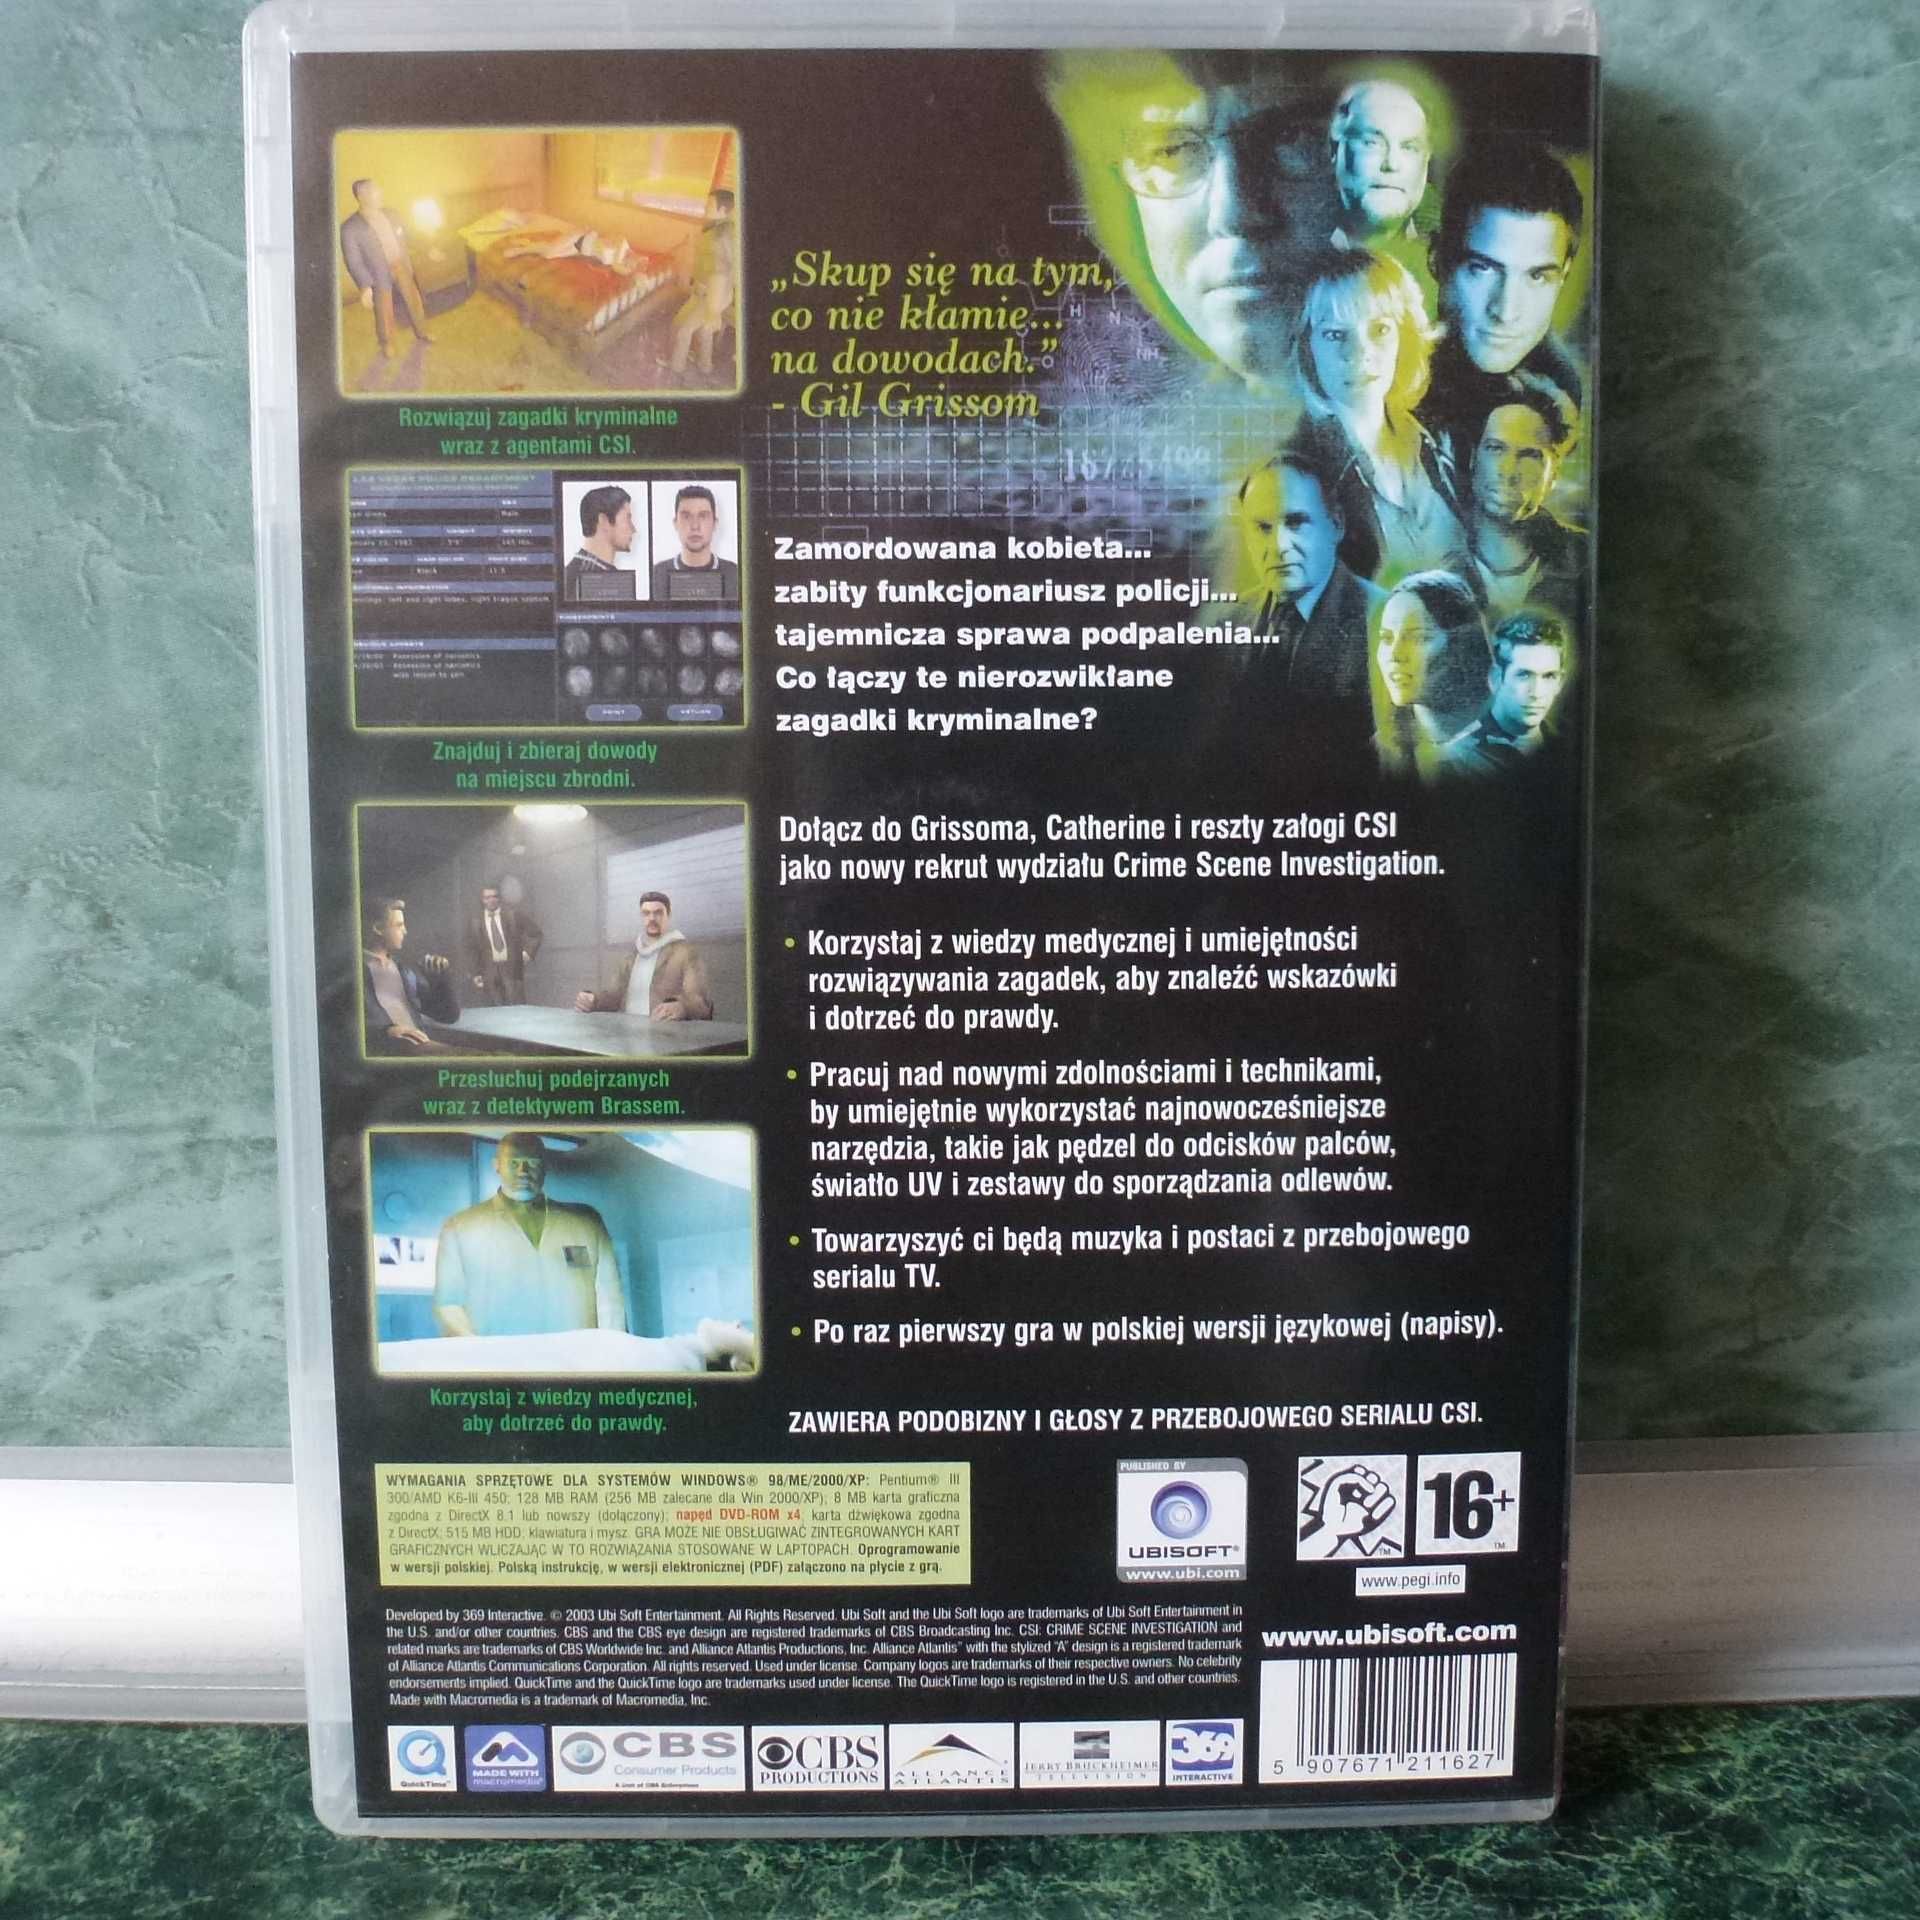 „Skup się na tym,
co nie kłamie...
na dowodach.”
- Gil Grissom
Rozwiązuj zagadki kryminalne
wraz z agentami CSI.
Znajduj i zbieraj dowody
na miejscu zbrodni.
Przesłuchuj podejrzanych
wraz z detektywem Brassem.
Korzystaj z wiedzy medycznej,
aby dotrzeć do prawdy.
Zamordowana kobieta...
zabity funkcjonariusz policji...
tajemnicza sprawa podpalenia...
Co łączy te nierozwikłane
zagadki kryminalne?
Dołącz do Grissoma, Catherine i reszty załogi CSI
jako nowy rekrut wydziału Crime Scene Investigation.
• Korzystaj z wiedzy medycznej i umiejętności
rozwiązywania zagadek, aby znaleźć wskazówki
i dotrzeć do prawdy.
• Pracuj nad nowymi zdolnościami i technikami,
by umiejętnie wykorzystać najnowocześniejsze
narzędzia, takie jak pędzel do odcisków palców,
światło UV i zestawy do sporządzania odlewów.
• Towarzyszyć ci będą muzyka i postaci z przebojowego
serialu TV.
• Po raz pierwszy gra w polskiej wersji językowej (napisy).
ZAWIERA PODOBIZNY I GŁOSY Z PRZEBOJOWEGO SERIALU CSI.
WYMAGANIA SPRZĘTOWE DLA SYSTEMÓW WINDOWS® 98/ME/2000/XP: Pentium® III
300/AMD K6-III 450; 128 MB RAM (256 MB zalecane dla Win 2000/XP); 8 MB karta graficzna
zgodna z DirectX 8.1 lub nowszy (dołączony); napęd DVD-ROM x4; karta dźwiękowa zgodna
z DirectX; 515 MB HDD; klawiatura i mysz. GRA MOŻE NIE OBSŁUGIWAĆ ZINTEGROWANYCH KART
GRAFICZNYCH WLICZAJĄC W TO ROZWIĄZANIA STOSOWANE W LAPTOPACH. Oprogramowanie
w wersji polskiej. Polska instrukcja, w wersji elektronicznej (PDF) załączono na płycie z grą.
PUBLISHED BY
UBISOFT®
www.ubi.com
16+
TM
TM
www.pegi.info
Developed by 369 Interactive. © 2003 Ubi Soft Entertainment. All Rights Reserved. Ubi Soft and the Ubi Soft logo are trademarks of Ubi Soft Entertainment in
the U.S. and/or other countries. CBS and the CBS eye design are registered trademarks of CBS Broadcasting Inc. CSI: CRIME SCENE INVESTIGATION and
related marks are trademarks of CBS Worldwide Inc. and Alliance Atlantis Productions, Inc. Alliance Atlantis" with the stylized "A" design is a registered trademark
of Alliance Atlantis Communications Corporation. All rights reserved. Used under license. Company logos are trademarks of their respective owners. No celebrity
endorsements implied. QuickTime and the QuickTime logo are trademarks used under license. The QuickTime logo is registered in the U.S. and other countries.
Made with Macromedia is a trademark of Macromedia, Inc.
www.ubisoft.com
QuickTime™
MADE WITH
macromedia®
CBS
Consumer Products
A Unit of CBS Enterprises
CBS
PRODUCTIONS
ALLIANCE
ATLANTIS
JERRY BRUCKHEIMER
TELEVISION
369
INTERACTIVE
5 907671 211627